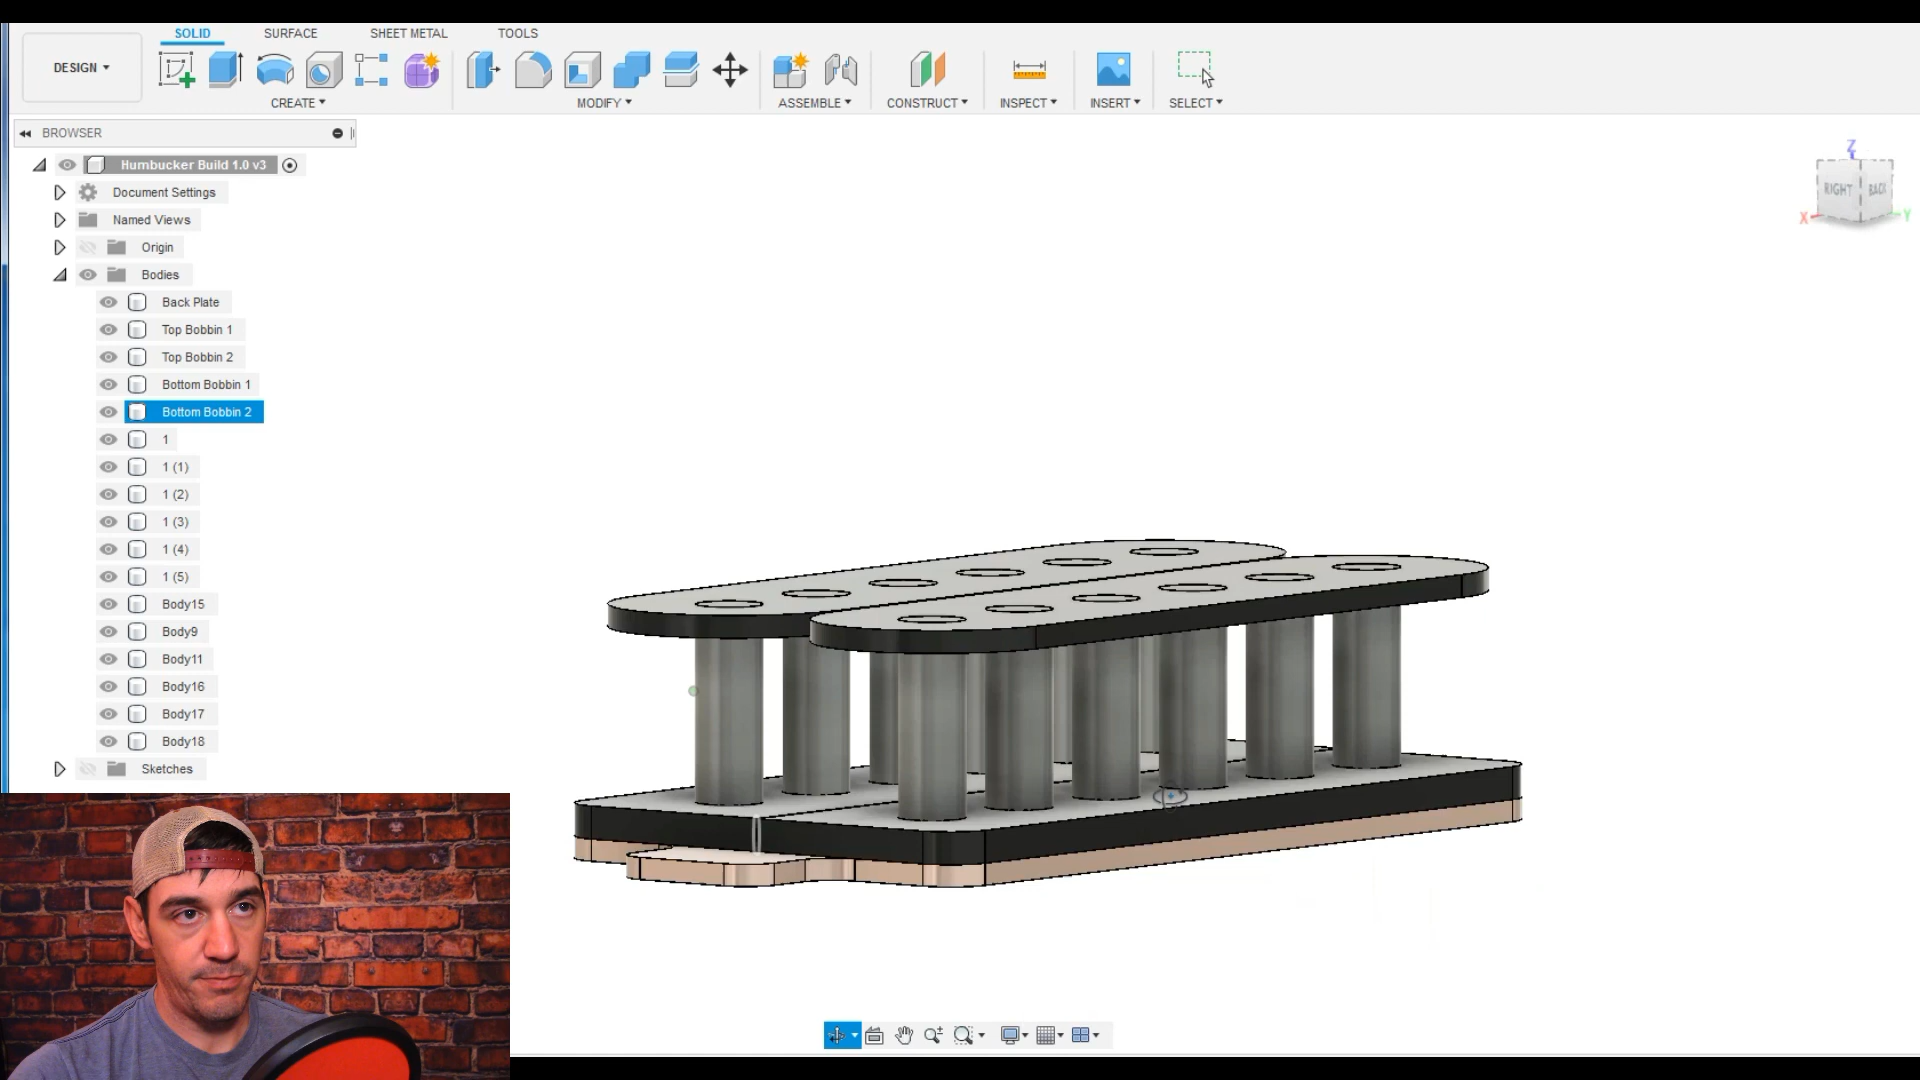 SOLID SURFACE SHEET METAL TOOLS
DESIGN
CREATE MODIFY ASSEMBLE CONSTRUCT INSPECT INSERT SELECT
BROWSER
Humbucker Build 1.0 v3
Document Settings
Named Views
Origin
Bodies
Back Plate
Top Bobbin 1
Top Bobbin 2
Bottom Bobbin 1
Bottom Bobbin 2
1
1 (1)
1 (2)
1 (3)
1 (4)
1 (5)
Body15
Body9
Body11
Body16
Body17
Body18
Sketches
Z
RIGHT BACK
X Y